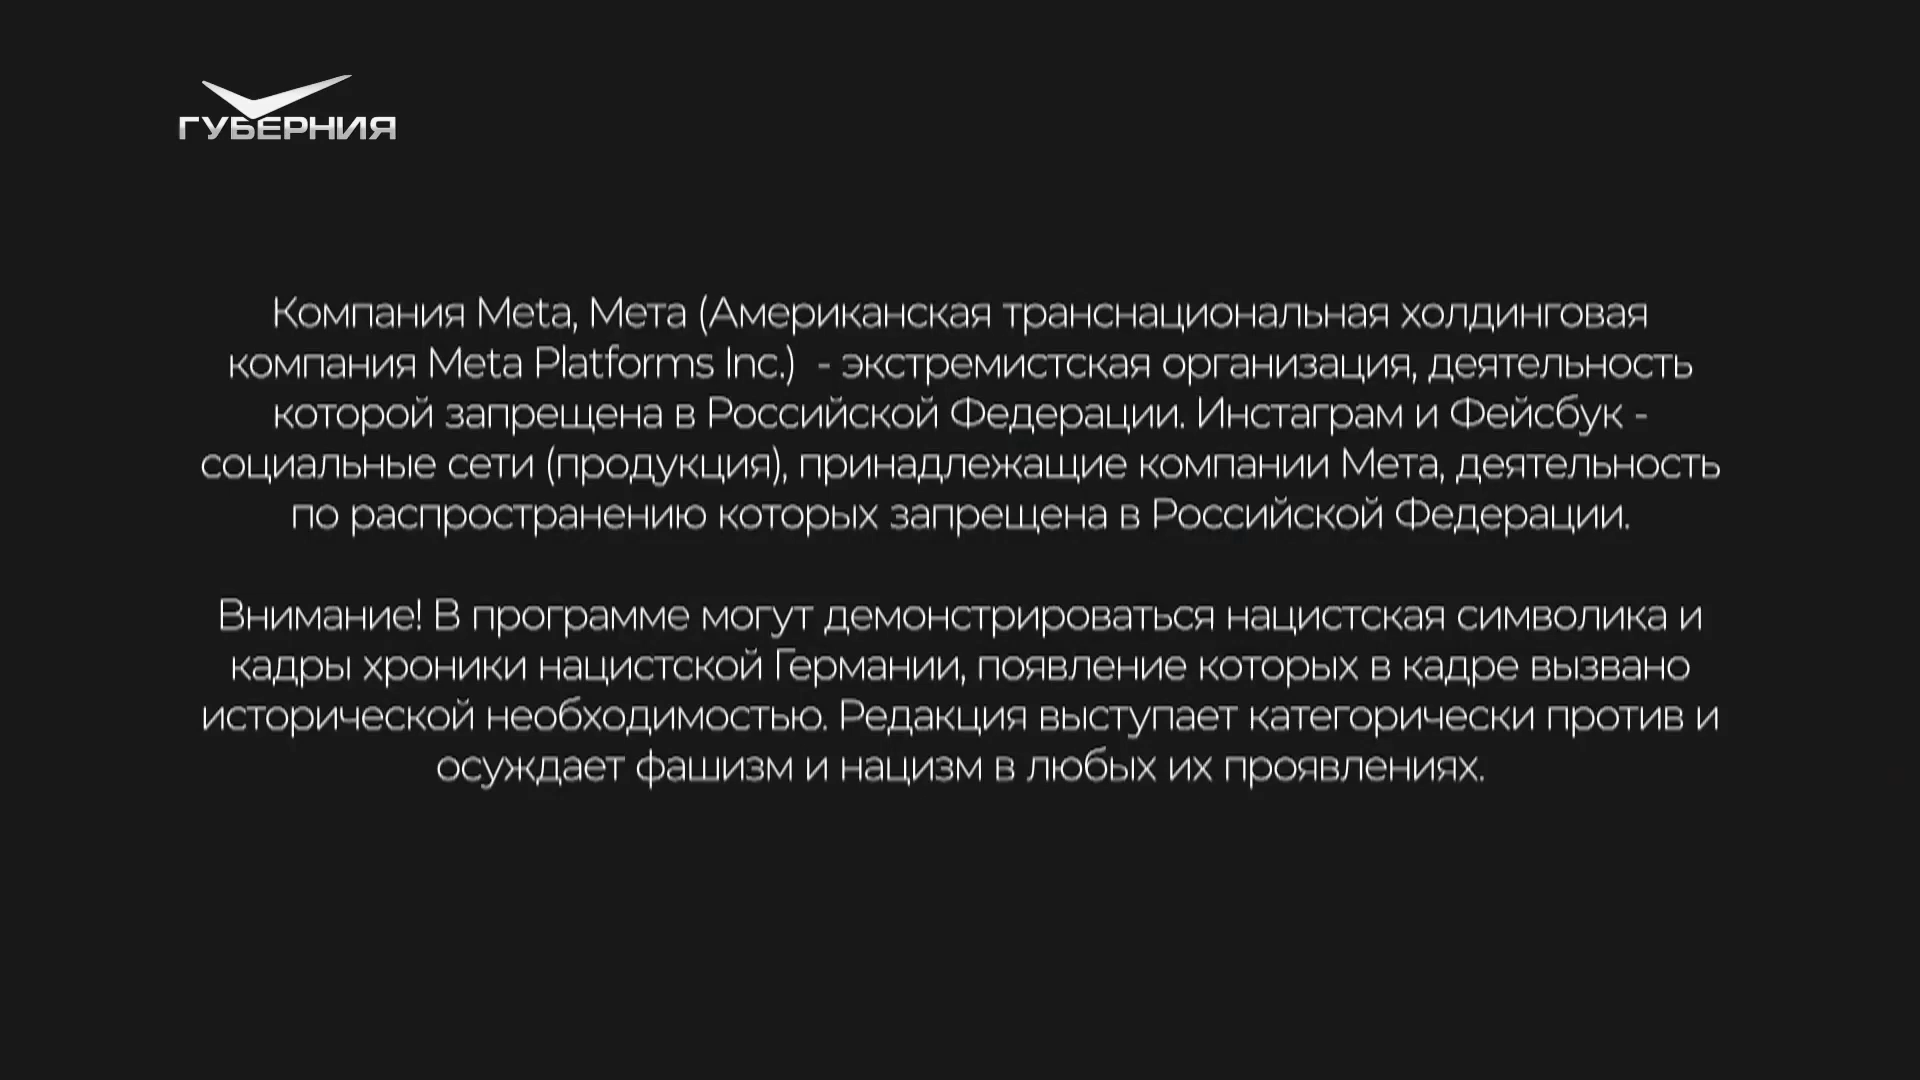 ГУБЕРНИЯ
Компания Meta, Мета (Американская транснациональная холдинговая
компания Meta Platforms Inc.)  - экстремистская организация, деятельность
которой запрещена в Российской Федерации. Инстаграм и Фейсбук -
социальные сети (продукция), принадлежащие компании Мета, деятельность
по распространению которых запрещена в Российской Федерации.
Внимание! В программе могут демонстрироваться нацистская символика и
кадры хроники нацистской Германии, появление которых в кадре вызвано
исторической необходимостью. Редакция выступает категорически против и
осуждает фашизм и нацизм в любых их проявлениях.